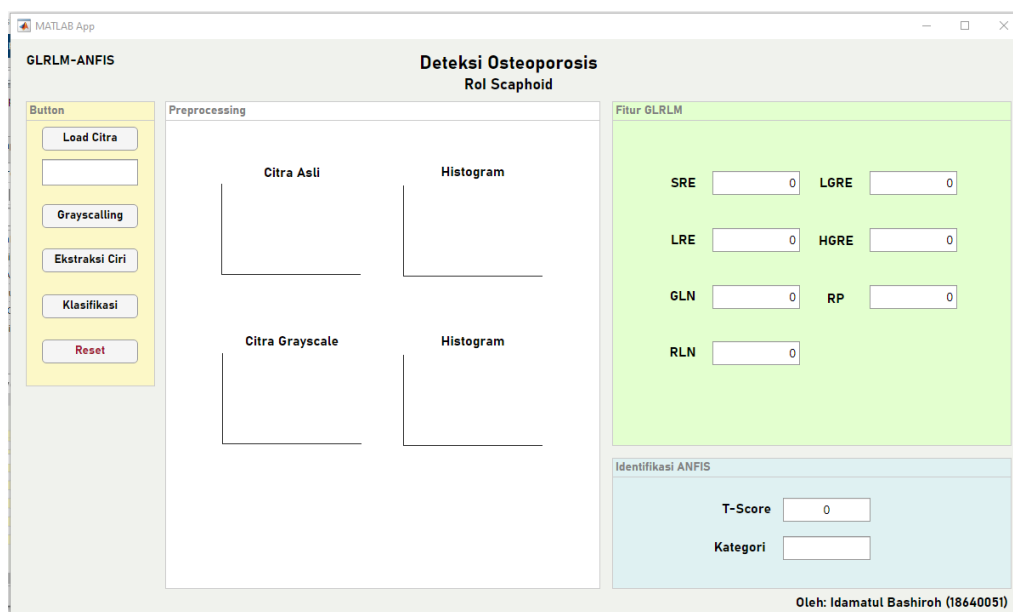 MATLAB App
GLRLM-ANFIS
Deteksi Osteoporosis
RoI Scaphoid
Button
Load Citra
Grayscalling
Ekstraksi Ciri
Klasifikasi
Reset
Preprocessing
Citra Asli
Histogram
Citra Grayscale
Histogram
Fitur GLRLM
SRE 0 LGRE 0
LRE 0 HGRE 0
GLN 0 RP 0
RLN 0
Identifikasi ANFIS
T-Score 0
Kategori
Oleh: Idamatul Bashiroh (18640051)